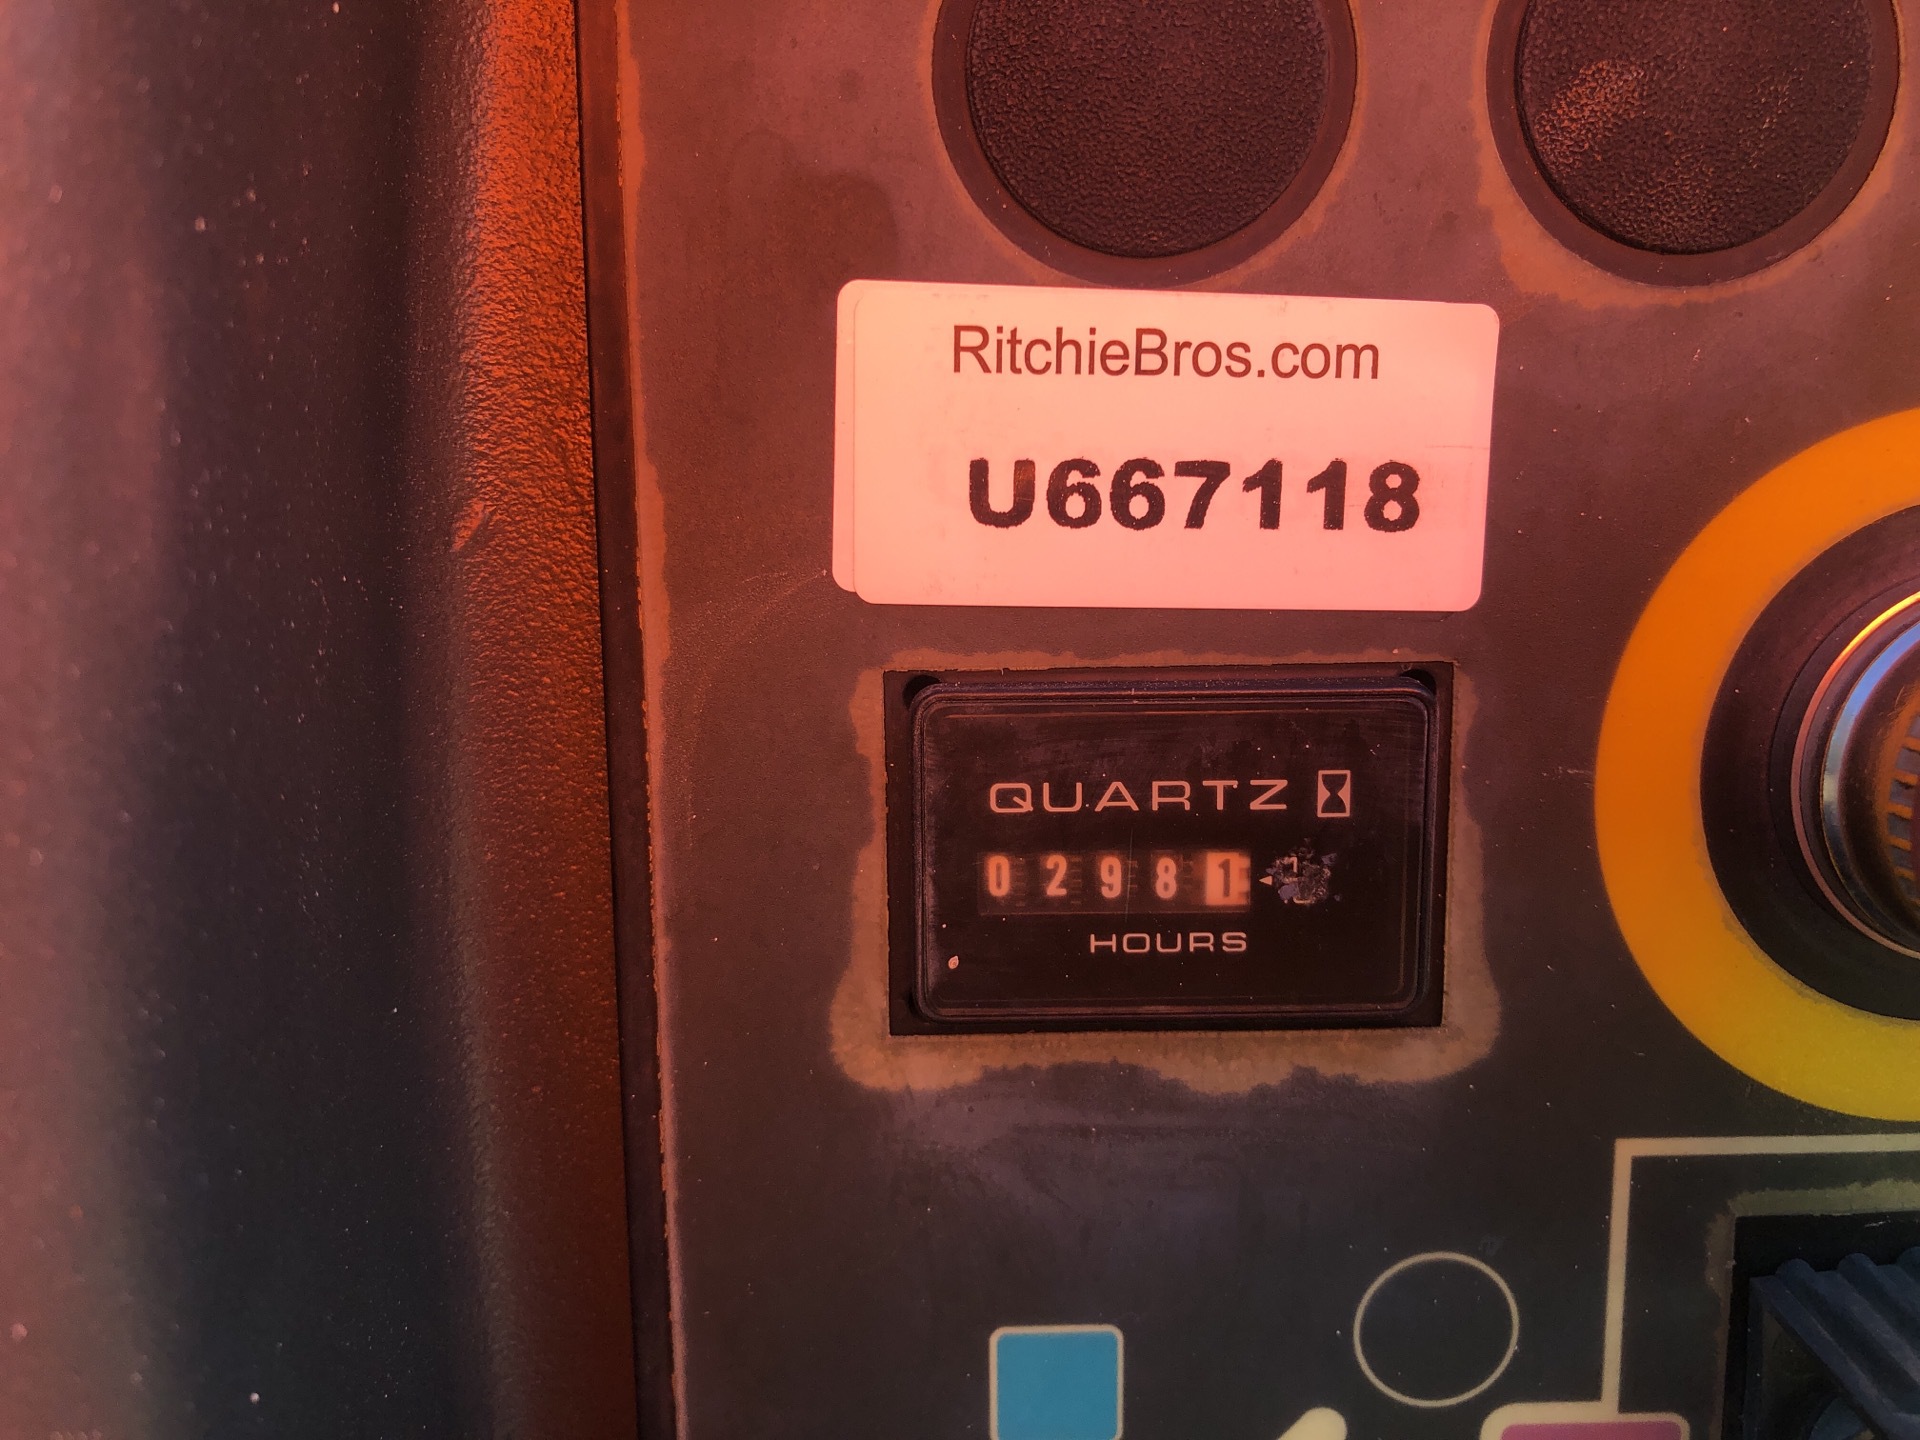 RitchieBros.com
U667118
QUARTZ
02981
HOURS